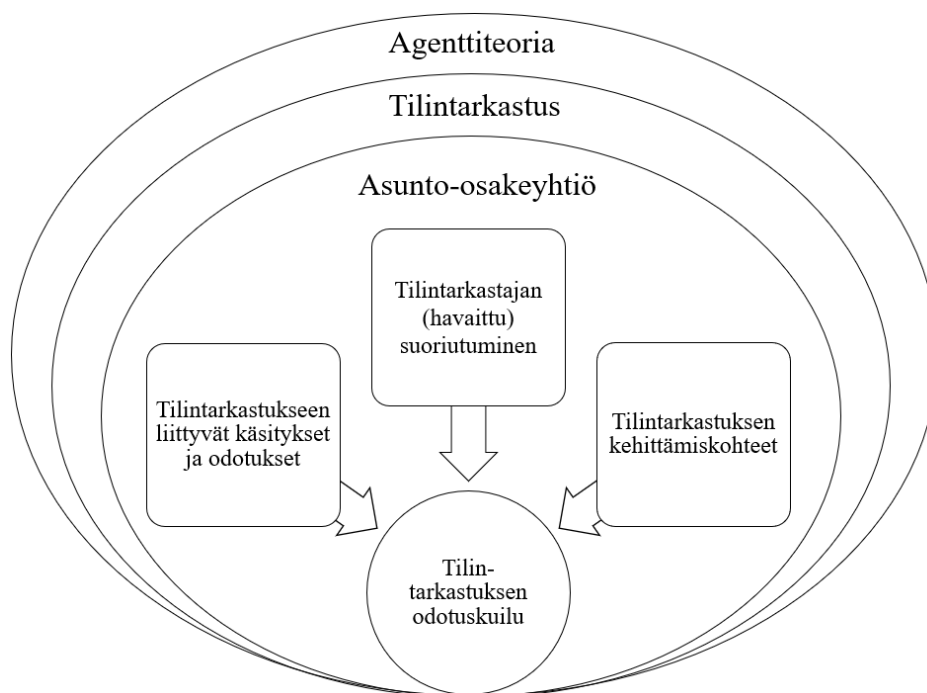 Agenttiteoria
Tilintarkastus
Asunto-osakeyhtiö
Tilintarkastajan
(havaittu)
suoriutuminen
Tilintarkastukseen
liittyvät käsitykset
ja odotukset
Tilintarkastuksen
kehittämiskohteet
Tilin-
tarkastuksen
odotuskuilu